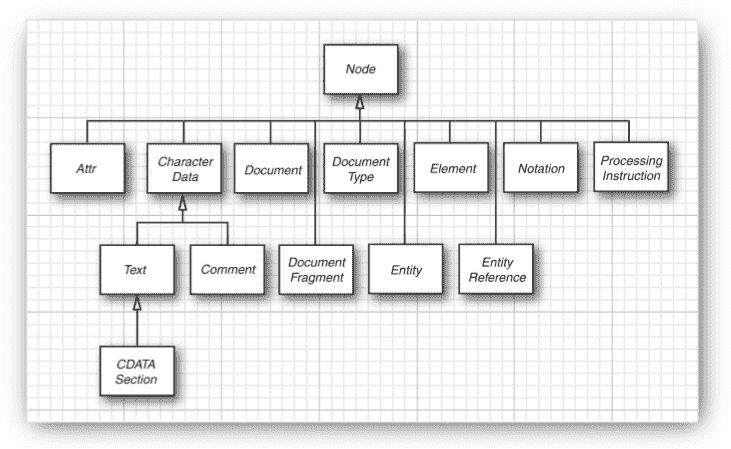 Node
Attr
Character
Data
Document
Document
Type
Element
Notation
Processing
Instruction
Text
Comment
Document
Fragment
Entity
Entity
Reference
CDATA
Section